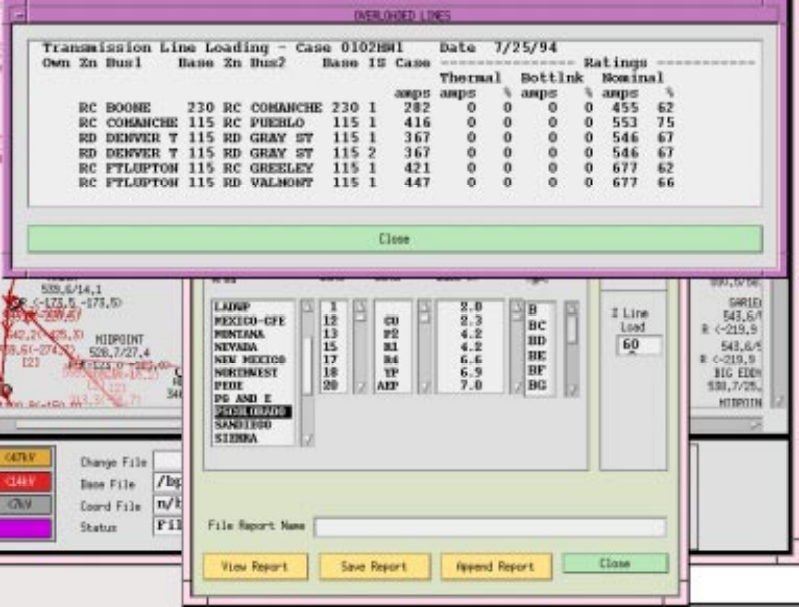 OVERLOADED LINES
Transmission Line Loading - Case 0102HW1 Date 7/25/94
Own Zn Bus1 Base Zn Bus2 Base IS Case -------------- Ratings ------------
Thermal Bottlnk Nominal
amps amps % amps % amps %
RC BOONE 230 RC COMANCHE 230 1 282 0 0 0 0 455 62
RC COMANCHE 115 RC PUEBLO 115 1 416 0 0 0 0 553 75
RD DENVER T 115 RD GRAY ST 115 1 367 0 0 0 0 546 67
RD DENVER T 115 RD GRAY ST 115 2 367 0 0 0 0 546 67
RC FTLUPTON 115 RC GREELEY 115 1 421 0 0 0 0 677 62
RC FTLUPTON 115 RD VALMONT 115 1 447 0 0 0 0 677 66
Close
539.6/14.1
MIDPOINT
528.7/27.4
[2]
LADWP
MEXICO-CFE
MONTANA
NEVADA
NEW MEXICO
NORTHWEST
PG AND E
PSCOLORADO
SANDIEGO
SIERRA
1
12
13
15
17
18
20
CU
P2
R1
R4
YP
AEP
2.0
2.3
4.2
4.2
6.6
6.9
7.0
B
BC
BD
BE
BF
BG
% Line
Load
60
543.6/
R (-219.9
543.6/
R (-219.9
BIG EDDY
538.7/25.
MIDPOIN
<47kV
<14kV
<7kV
Change File
Base File /bp
Coord File n/b
Status Fil
File Report Name
View Report
Save Report
Append Report
Close